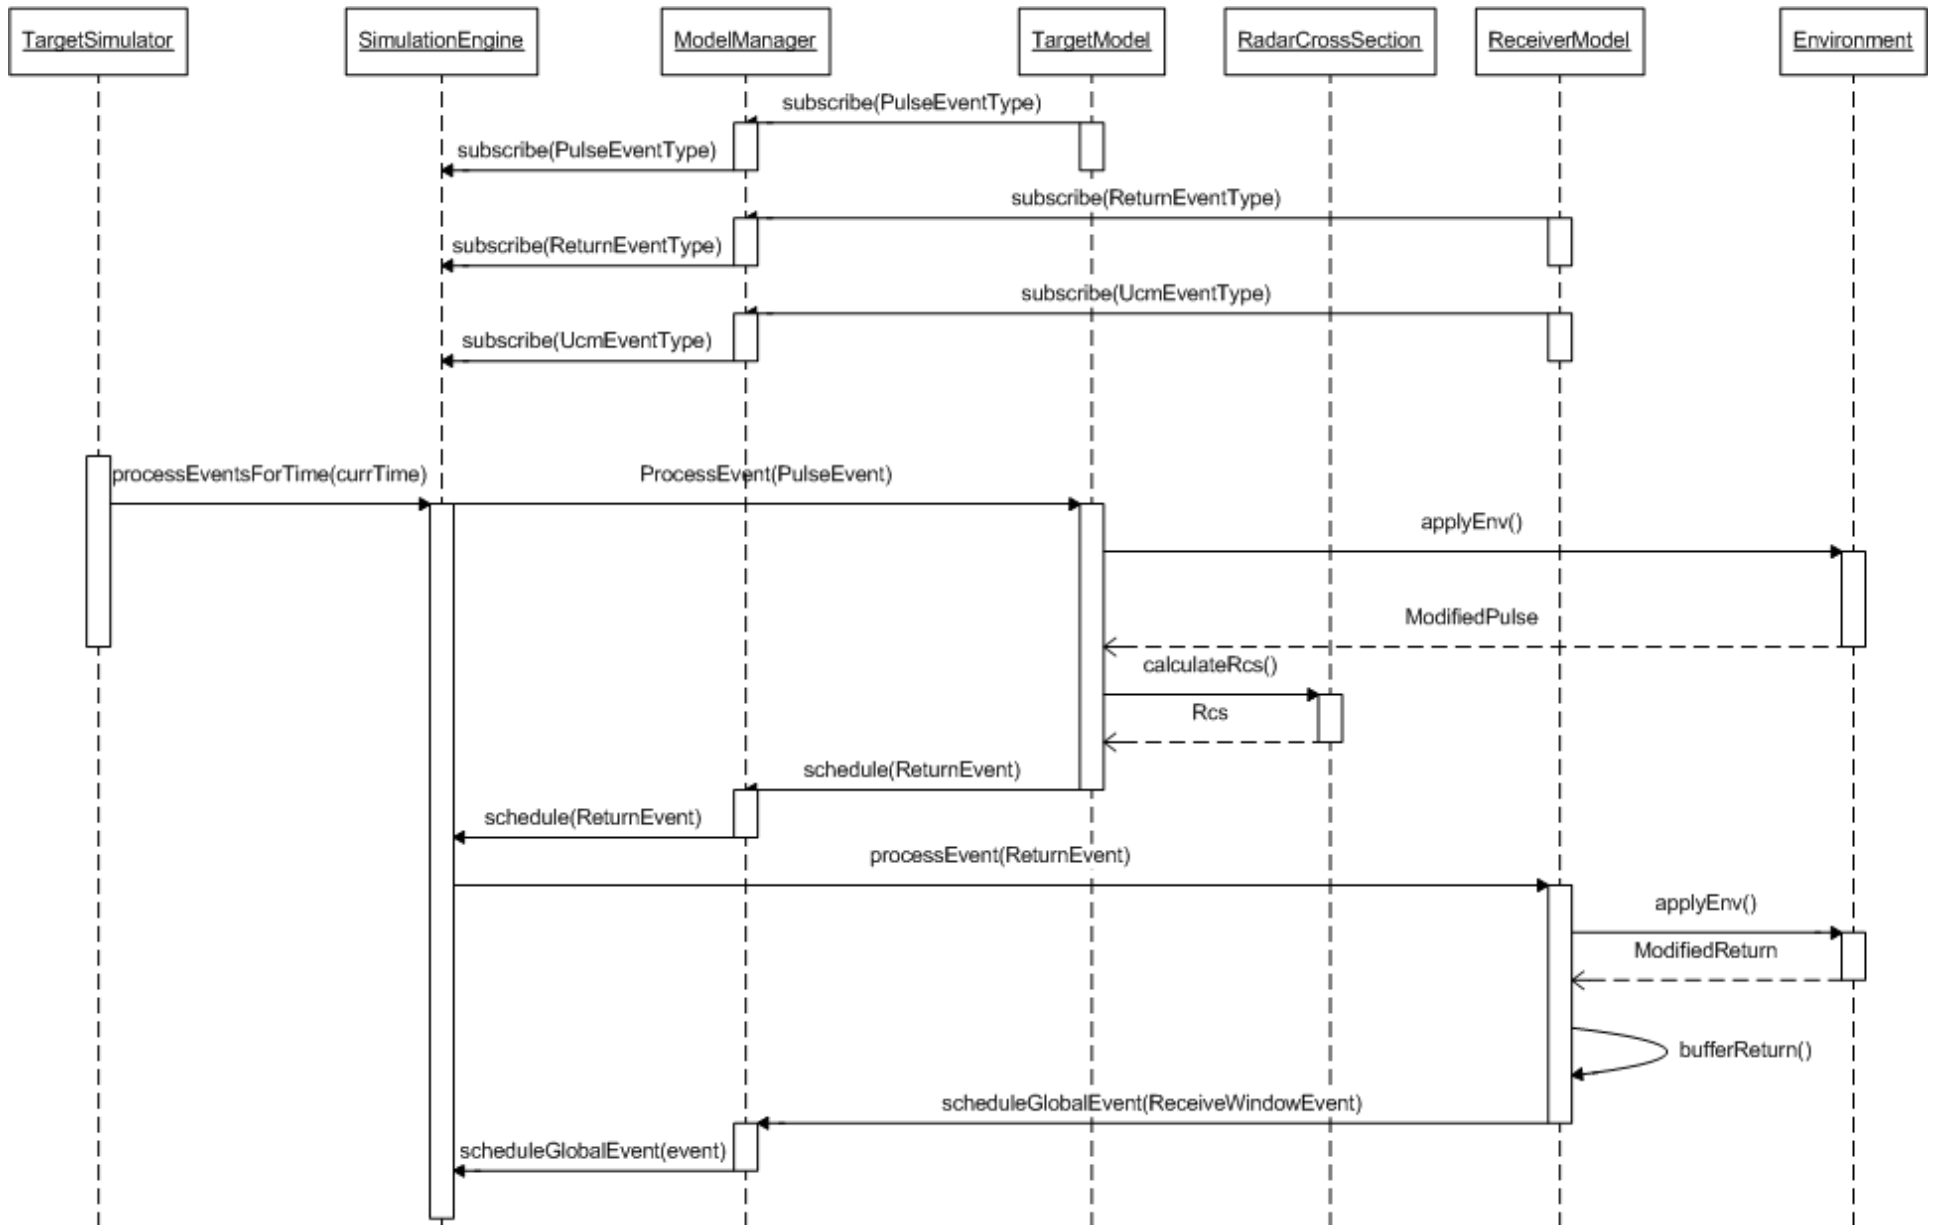 TargetSimulator
SimulationEngine
ModelManager
TargetModel
RadarCrossSection
ReceiverModel
Environment
subscribe(PulseEventType)
subscribe(PulseEventType)
subscribe(ReturnEventType)
subscribe(ReturnEventType)
subscribe(UcmEventType)
subscribe(UcmEventType)
processEventsForTime(currTime)
ProcessEvent(PulseEvent)
applyEnv()
ModifiedPulse
calculateRcs()
Rcs
schedule(ReturnEvent)
schedule(ReturnEvent)
processEvent(ReturnEvent)
applyEnv()
ModifiedReturn
bufferReturn()
scheduleGlobalEvent(ReceiveWindowEvent)
scheduleGlobalEvent(event)